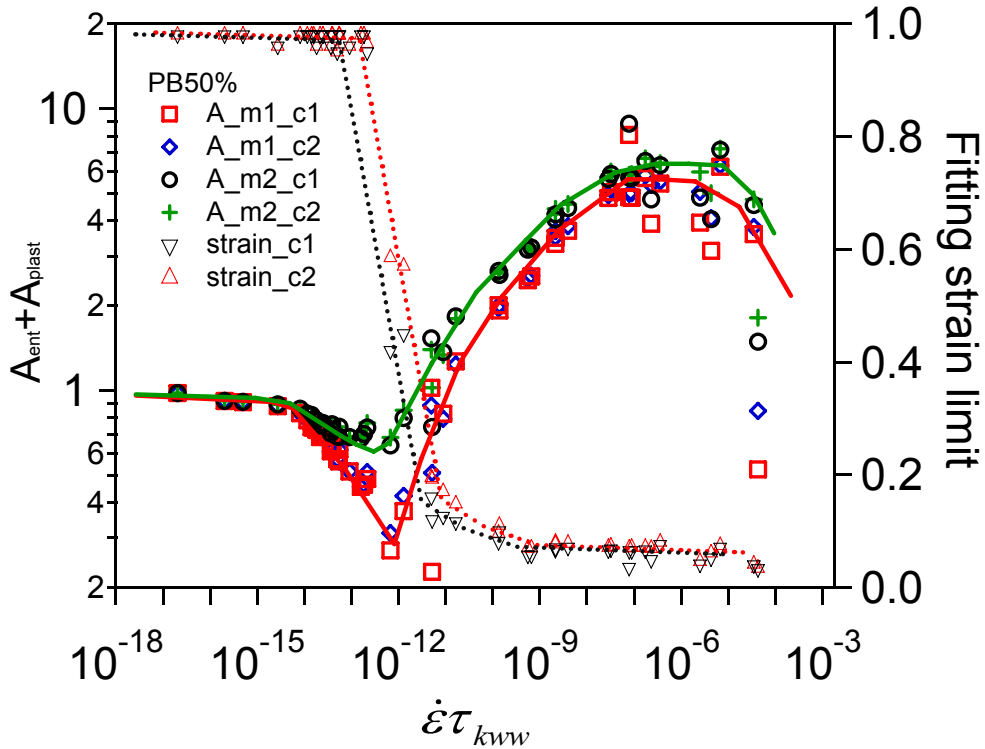 2
10
6
4
2
1
6
4
2
1.0
0.8
0.6
0.4
0.2
0.0
PB50%
A_m1_c1
A_m1_c2
A_m2_c1
A_m2_c2
strain_c1
strain_c2
A_ent+A_plast
Fitting strain limit
10^-18
10^-15
10^-12
10^-9
10^-6
10^-3
ε̇τ_kww